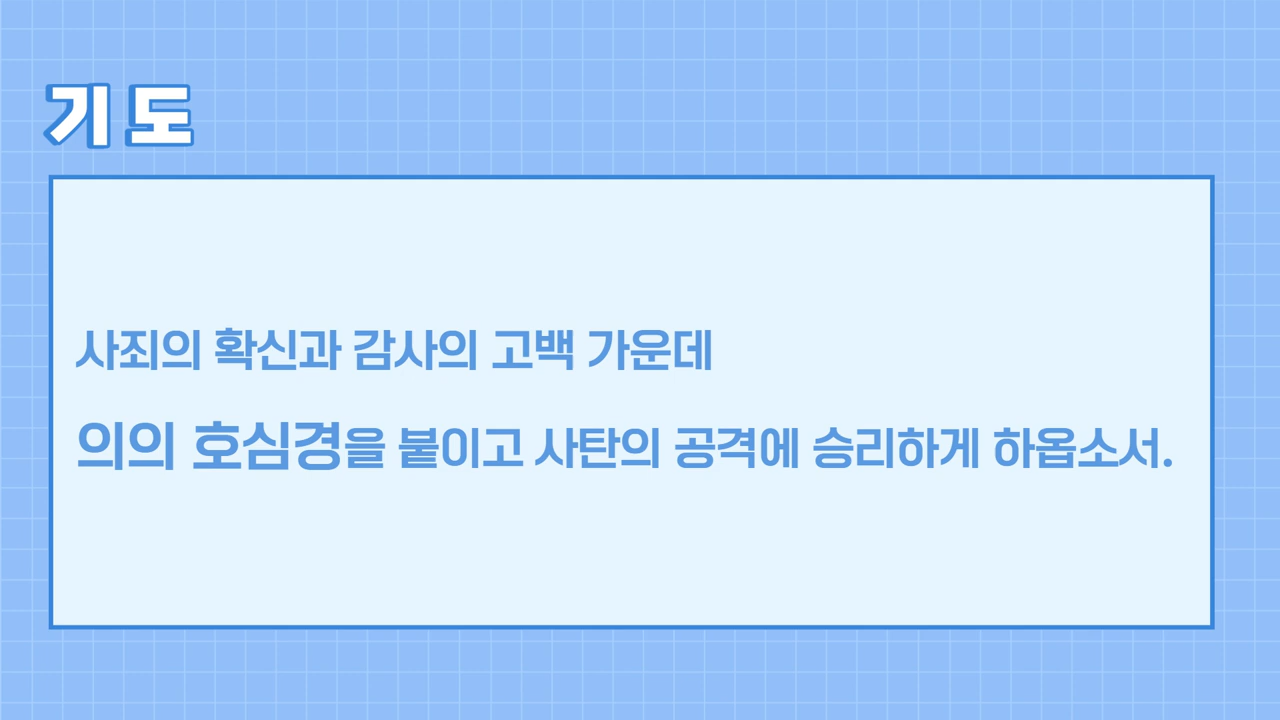 기도
사죄의 확신과 감사의 고백 가운데
의의 호심경을 붙이고 사탄의 공격에 승리하게 하옵소서.